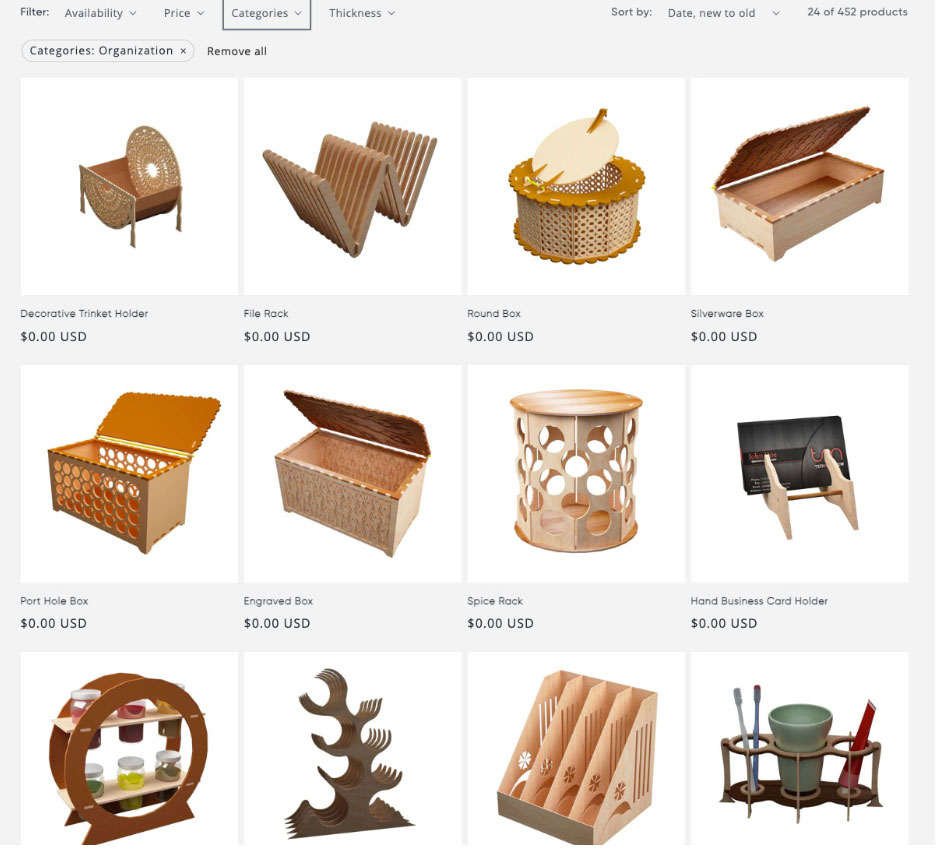 Filter: Availability Price Categories Thickness Sort by: Date, new to old 24 of 452 products
Categories: Organization × Remove all
Decorative Trinket Holder
$0.00 USD
File Rack
$0.00 USD
Round Box
$0.00 USD
Silverware Box
$0.00 USD
Port Hole Box
$0.00 USD
Engraved Box
$0.00 USD
Spice Rack
$0.00 USD
Hand Business Card Holder
$0.00 USD